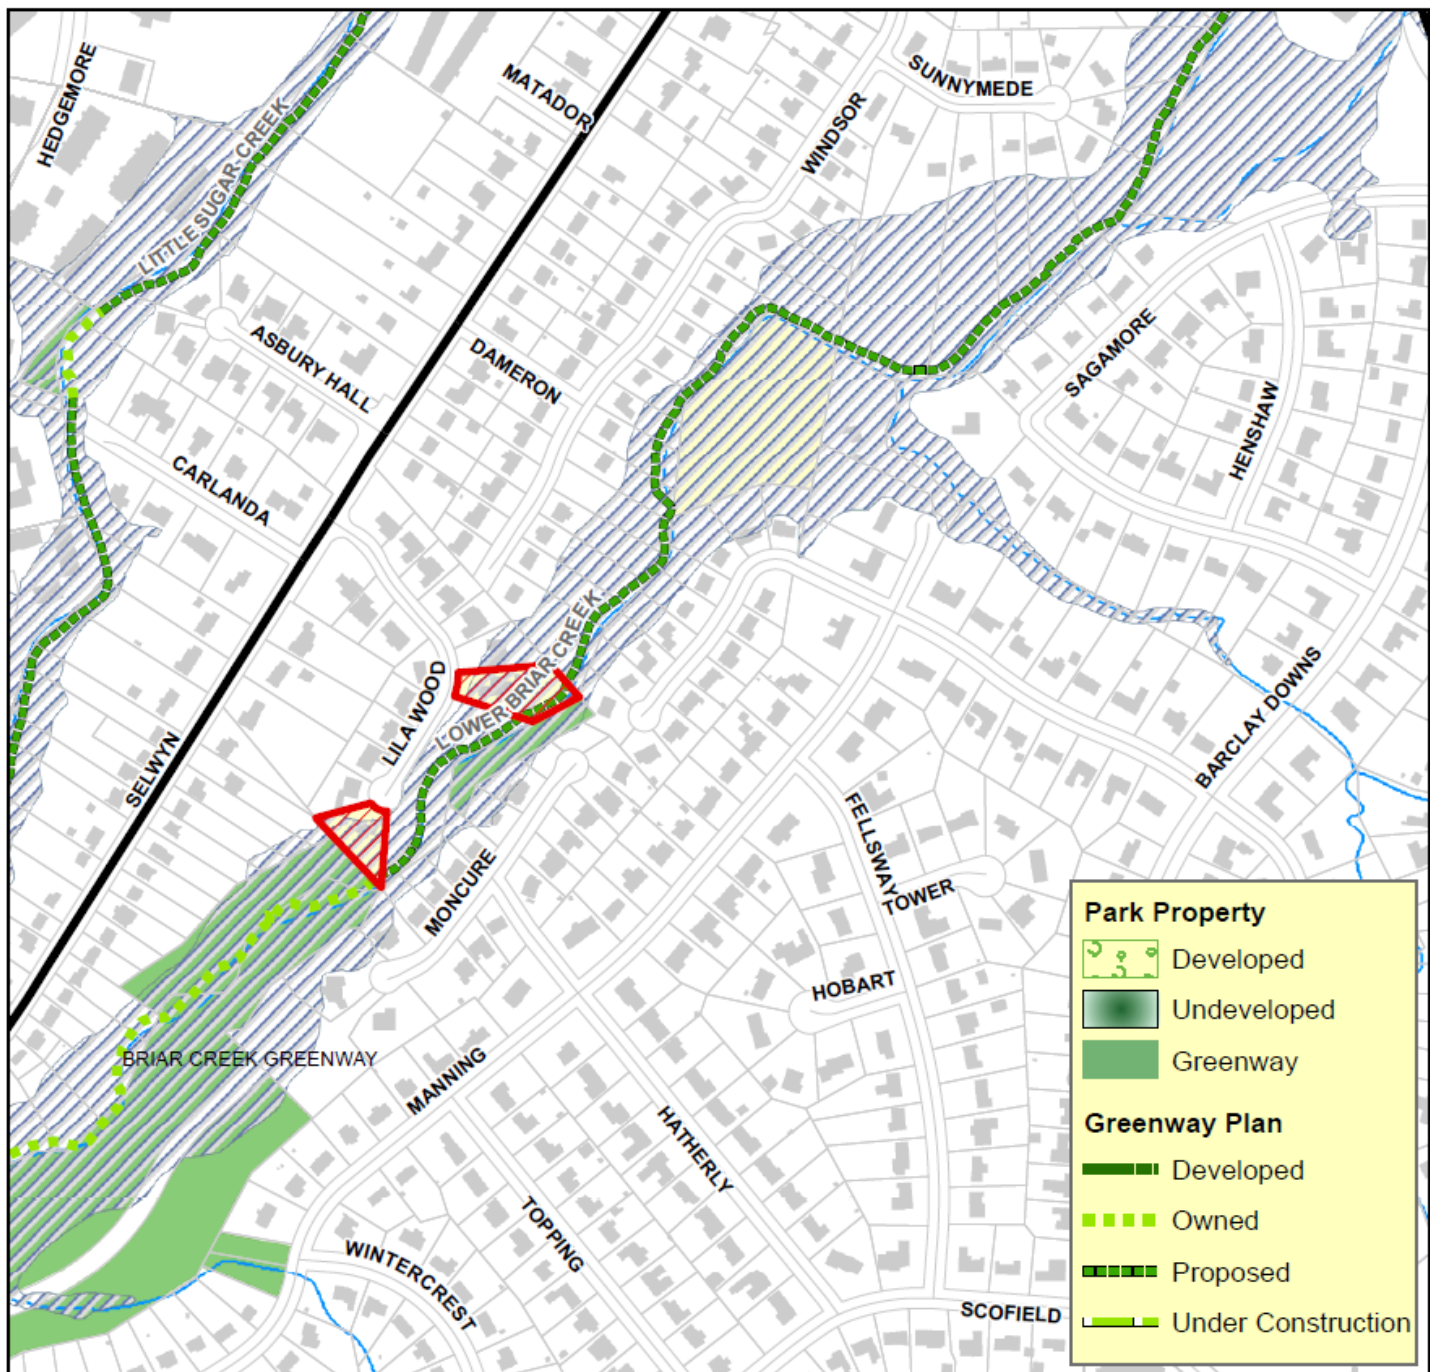 HEDGEMORE
MATADOR
SUNNYMEDE
WINDSOR
LITTLE SUGAR CREEK
ASBURY HALL
DAMERON
SAGAMORE
HENSHAW
CARLANDA
LOWER BRIAR CREEK
LILA WOOD
BARCLAY DOWNS
SELWYN
FELLSWAY
MONCURE
TOWER
HOBART
BRIAR CREEK GREENWAY
MANNING
HATHERLY
TOPPING
WINTERCREST
SCOFIELD
Park Property
Developed
Undeveloped
Greenway
Greenway Plan
Developed
Owned
Proposed
Under Construction